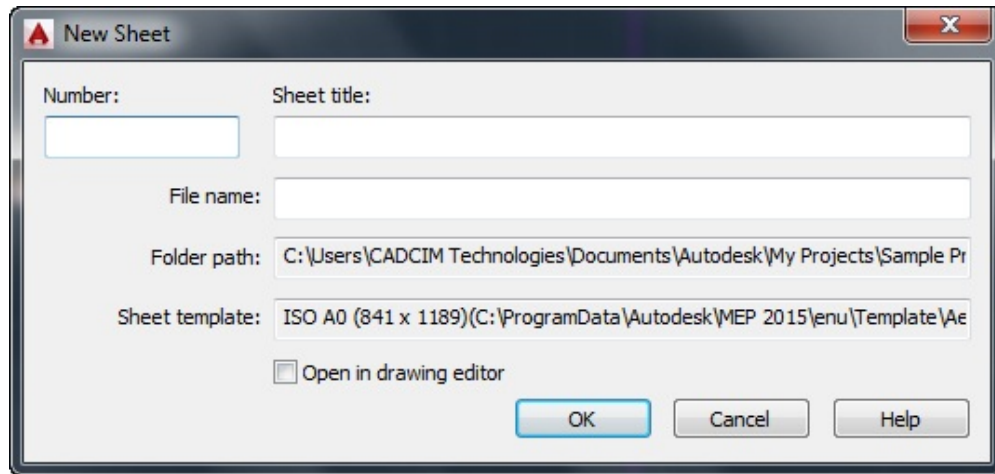 New Sheet
Number:
Sheet title:
File name:
Folder path: C:\Users\CADCIM Technologies\Documents\Autodesk\My Projects\Sample Pr
Sheet template: ISO A0 (841 x 1189)(C:\ProgramData\Autodesk\MEP 2015\enu\Template\Ae
Open in drawing editor
OK Cancel Help